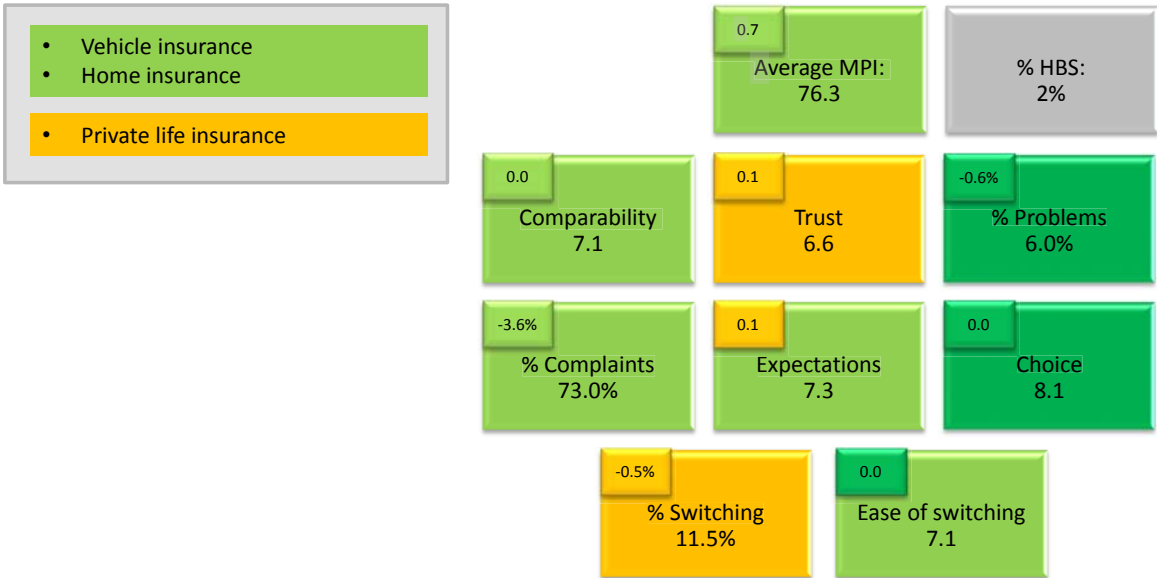 • Vehicle insurance
• Home insurance
• Private life insurance
0.7
Average MPI:
76.3
% HBS:
2%
0.0
Comparability
7.1
0.1
Trust
6.6
-0.6%
% Problems
6.0%
-3.6%
% Complaints
73.0%
0.1
Expectations
7.3
0.0
Choice
8.1
-0.5%
% Switching
11.5%
0.0
Ease of switching
7.1